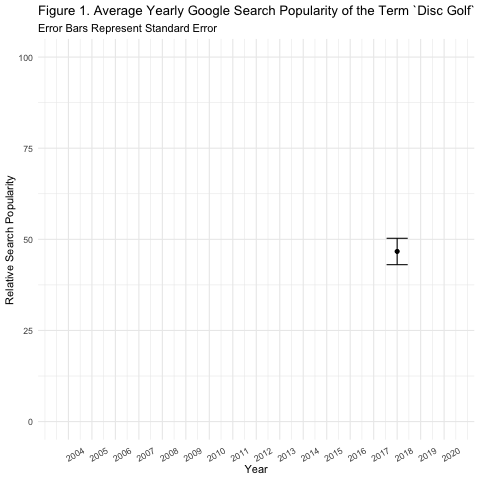 Figure 1. Average Yearly Google Search Popularity of the Term `Disc Golf`
Error Bars Represent Standard Error
100
75
50
25
0
Relative Search Popularity
2004 2005 2006 2007 2008 2009 2010 2011 2012 2013 2014 2015 2016 2017 2018 2019 2020
Year